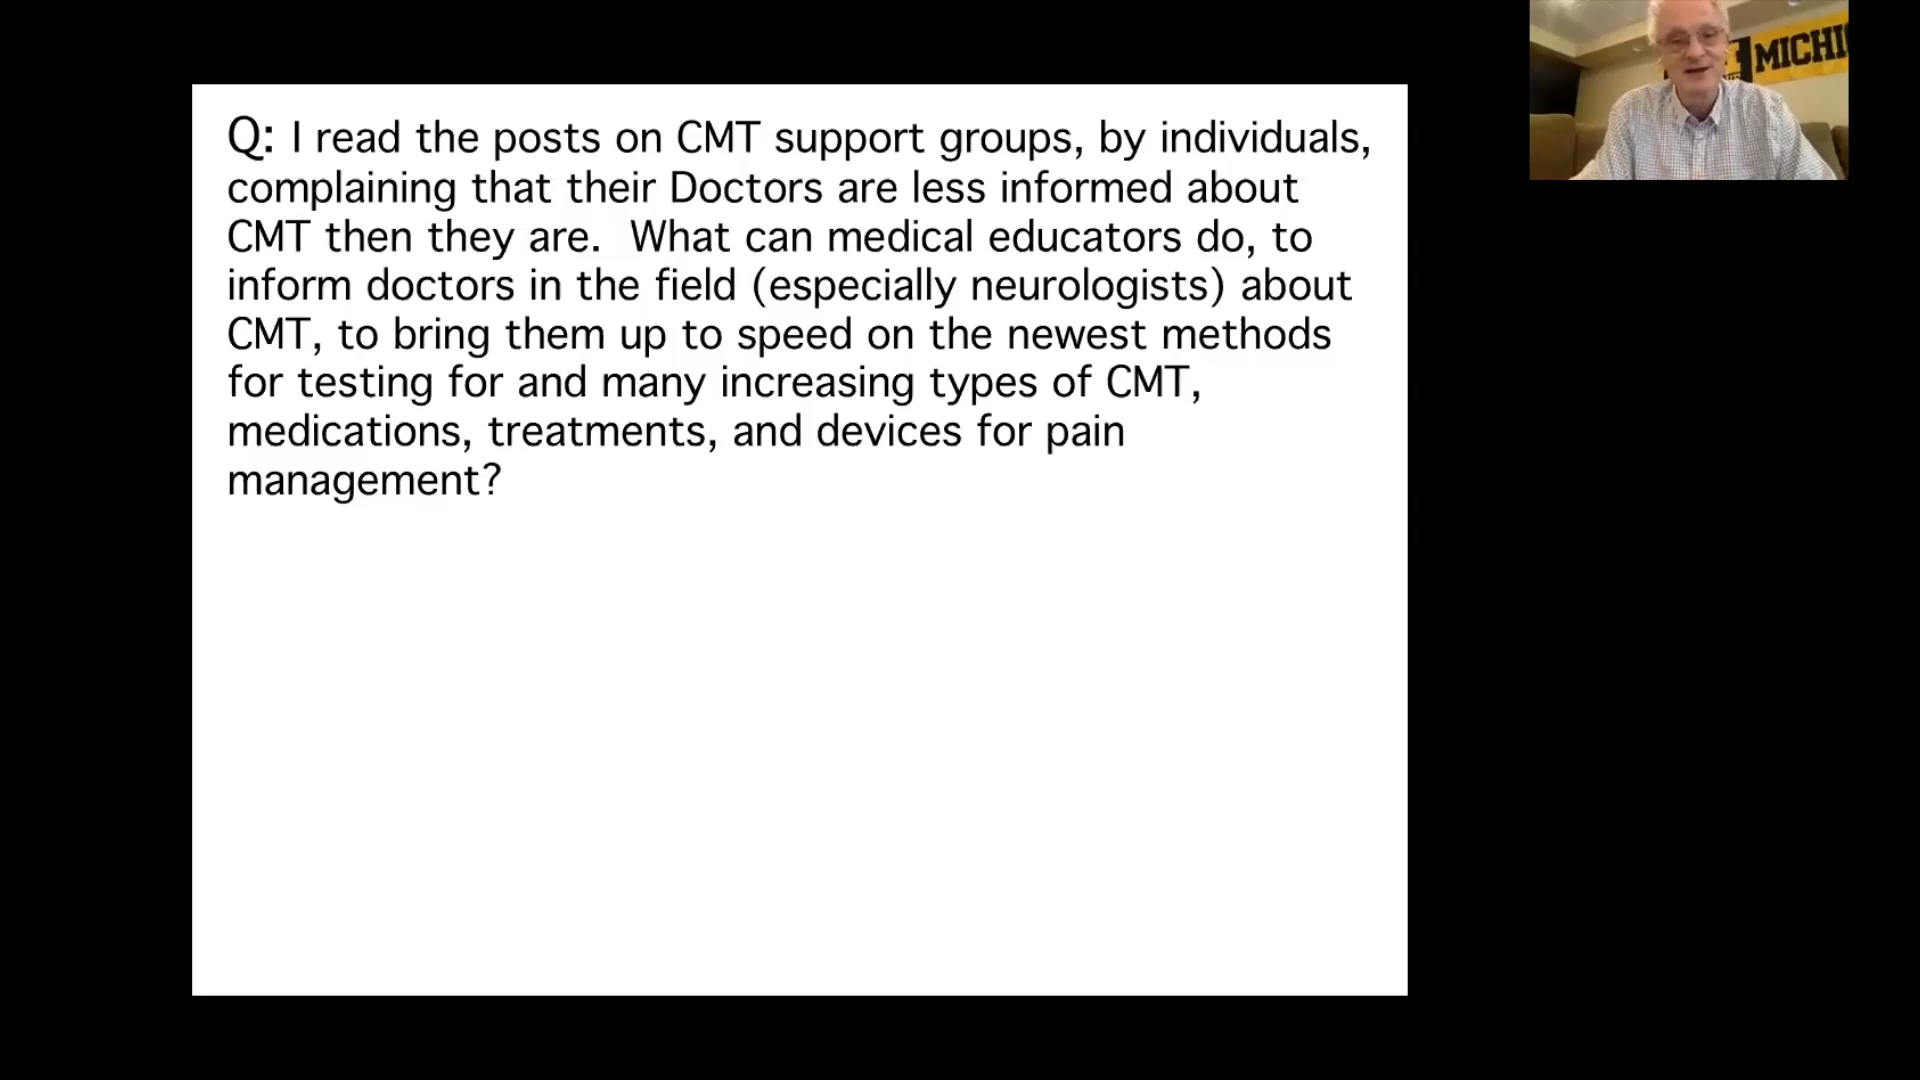 Q: I read the posts on CMT support groups, by individuals,
complaining that their Doctors are less informed about
CMT then they are.  What can medical educators do, to
inform doctors in the field (especially neurologists) about
CMT, to bring them up to speed on the newest methods
for testing for and many increasing types of CMT,
medications, treatments, and devices for pain
management?
MICHI